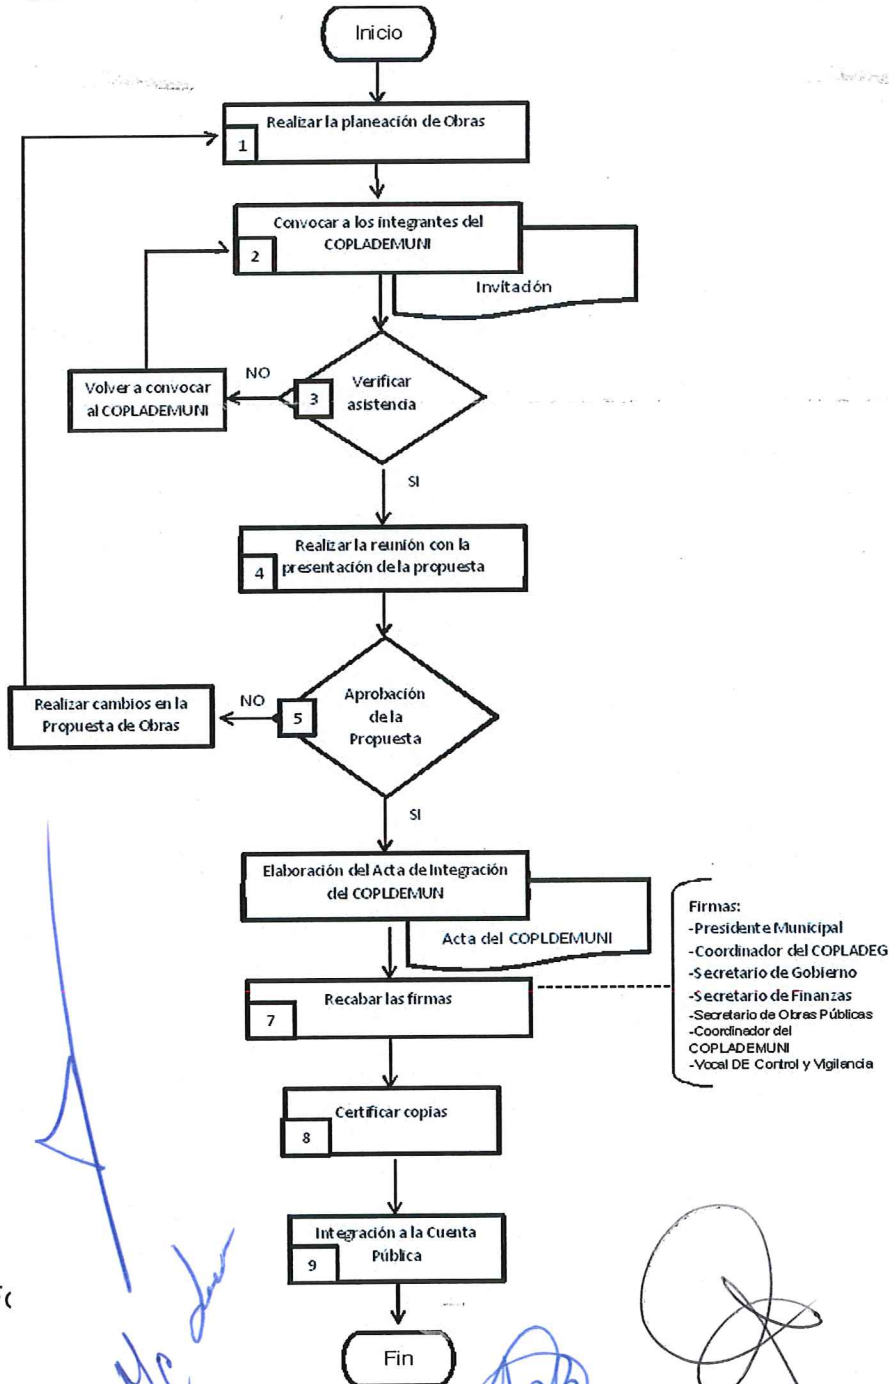 Inicio
Realizar la planeación de Obras
1
Convocar a los integrantes del
COPLADEMUNI
2
Invitación
Volver a convocar
al COPLADEMUNI
NO
3
Verificar
asistencia
SI
Realizar la reunión con la
presentación de la propuesta
4
Realizar cambios en la
Propuesta de Obras
NO
5
Aprobación
de la
Propuesta
SI
Elaboración del Acta de Integración
del COPLDEMUN
Acta del COPLDEMUNI
Recabar las firmas
7
Firmas:
-Presidente Municipal
-Coordinador del COPLADEG
-Secretario de Gobierno
-Secretario de Finanzas
-Secretario de Obras Públicas
-Coordinador del
COPLADEMUNI
-Vocal DE Control y Vigilancia
Certificar copias
8
Integración a la Cuenta
Pública
9
Fin